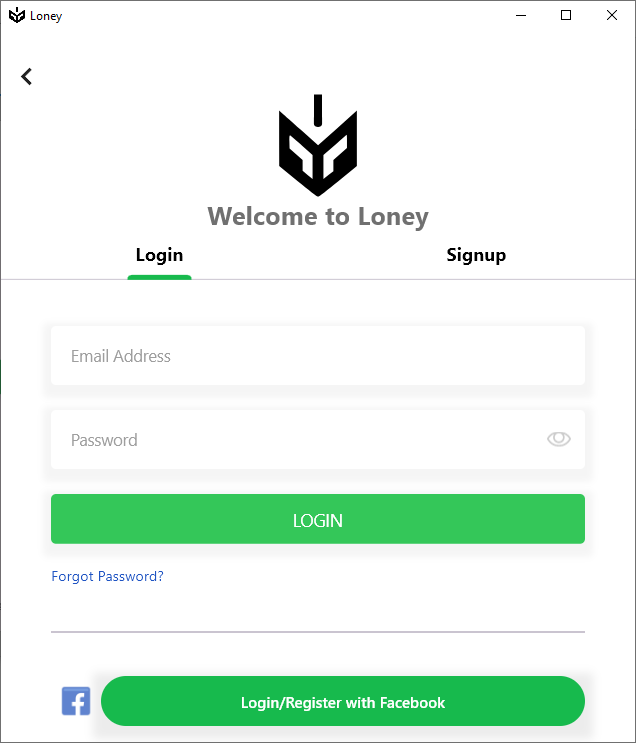 Loney
Welcome to Loney
Login Signup
Email Address
Password
LOGIN
Forgot Password?
Login/Register with Facebook